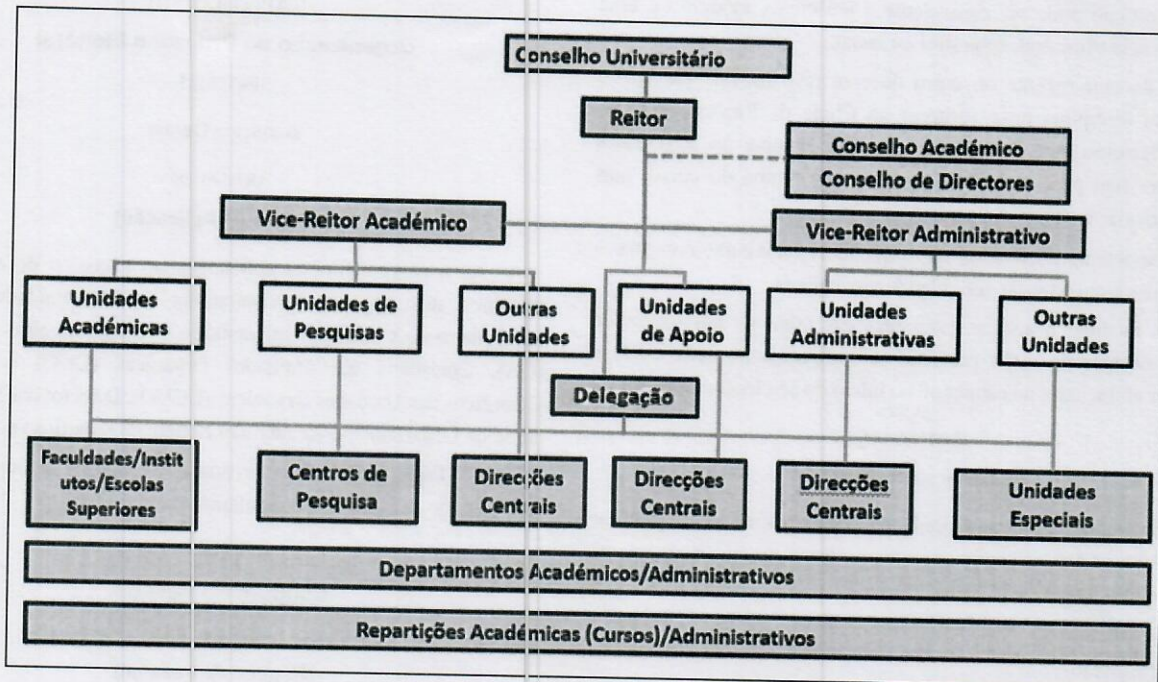 Conselho Universitário
Reitor
Conselho Académico
Conselho de Directores
Vice-Reitor Académico
Vice-Reitor Administrativo
Unidades
Académicas
Unidades de
Pesquisas
Outras
Unidades
Unidades
de Apoio
Unidades
Administrativas
Outras
Unidades
Delegação
Faculdades/Instit
utos/Escolas
Superiores
Centros de
Pesquisa
Direcções
Centrais
Direcções
Centrais
Direcções
Centrais
Unidades
Especiais
Departamentos Académicos/Administrativos
Repartições Académicas (Cursos)/Administrativos